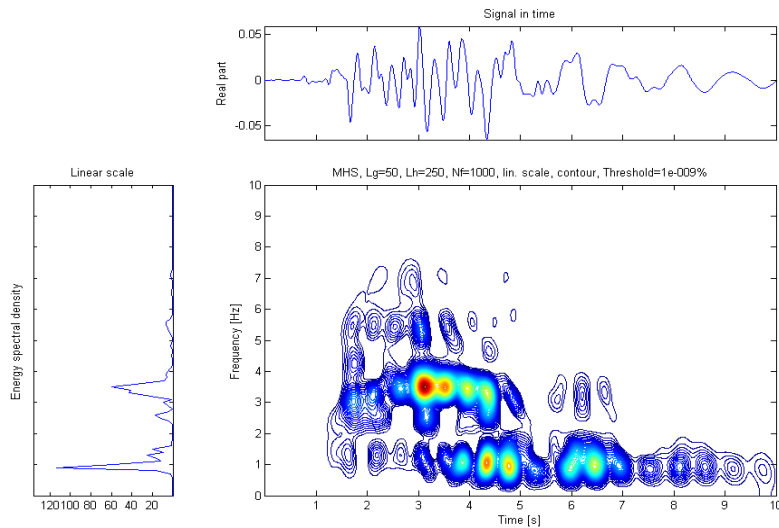 Signal in time
0.05
0
-0.05
Real part
Linear scale
MHS, Lg=50, Lh=250, Nf=1000, lin. scale, contour, Threshold=1e-009%
Energy spectral density
120 100 80 60 40 20
Frequency [Hz]
10
9
8
7
6
5
4
3
2
1
0
1 2 3 4 5 6 7 8 9 10
Time [s]